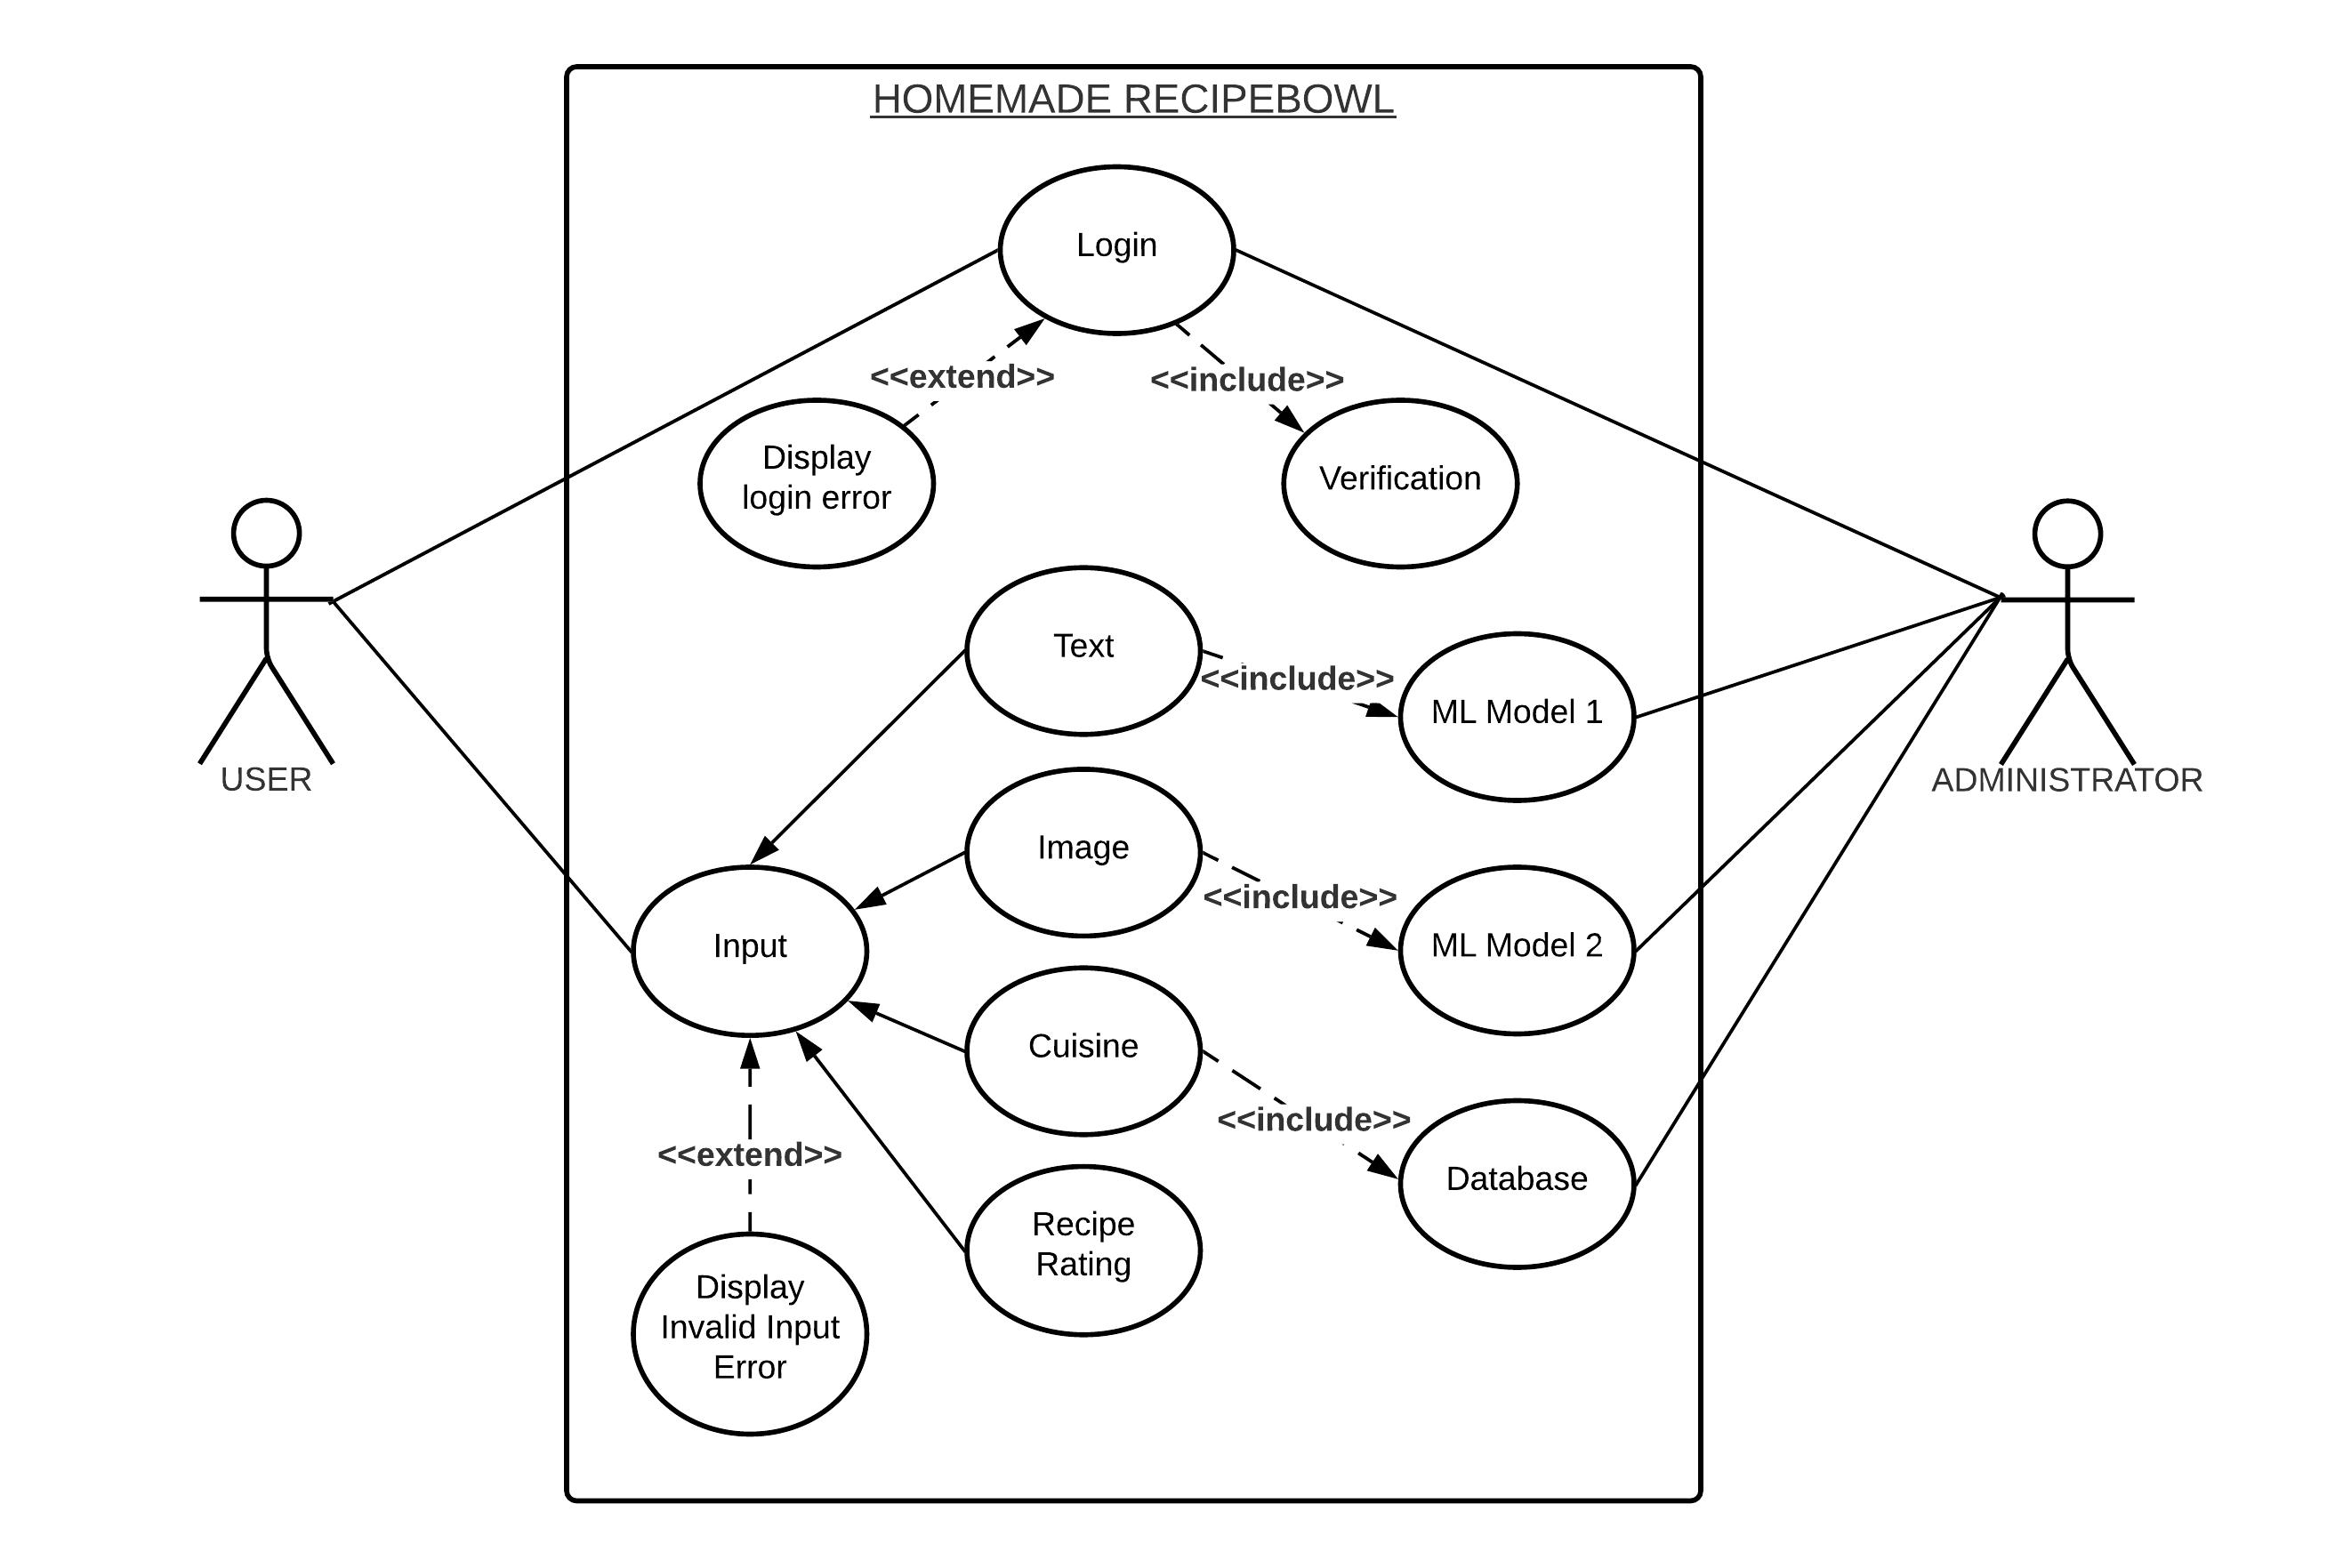 HOMEMADE RECIPEBOWL
Login
<<extend>>
<<include>>
Display
login error
Verification
Text
<<include>>
ML Model 1
USER
ADMINISTRATOR
Image
<<include>>
Input
ML Model 2
Cuisine
<<include>>
<<extend>>
Database
Recipe
Rating
Display
Invalid Input
Error